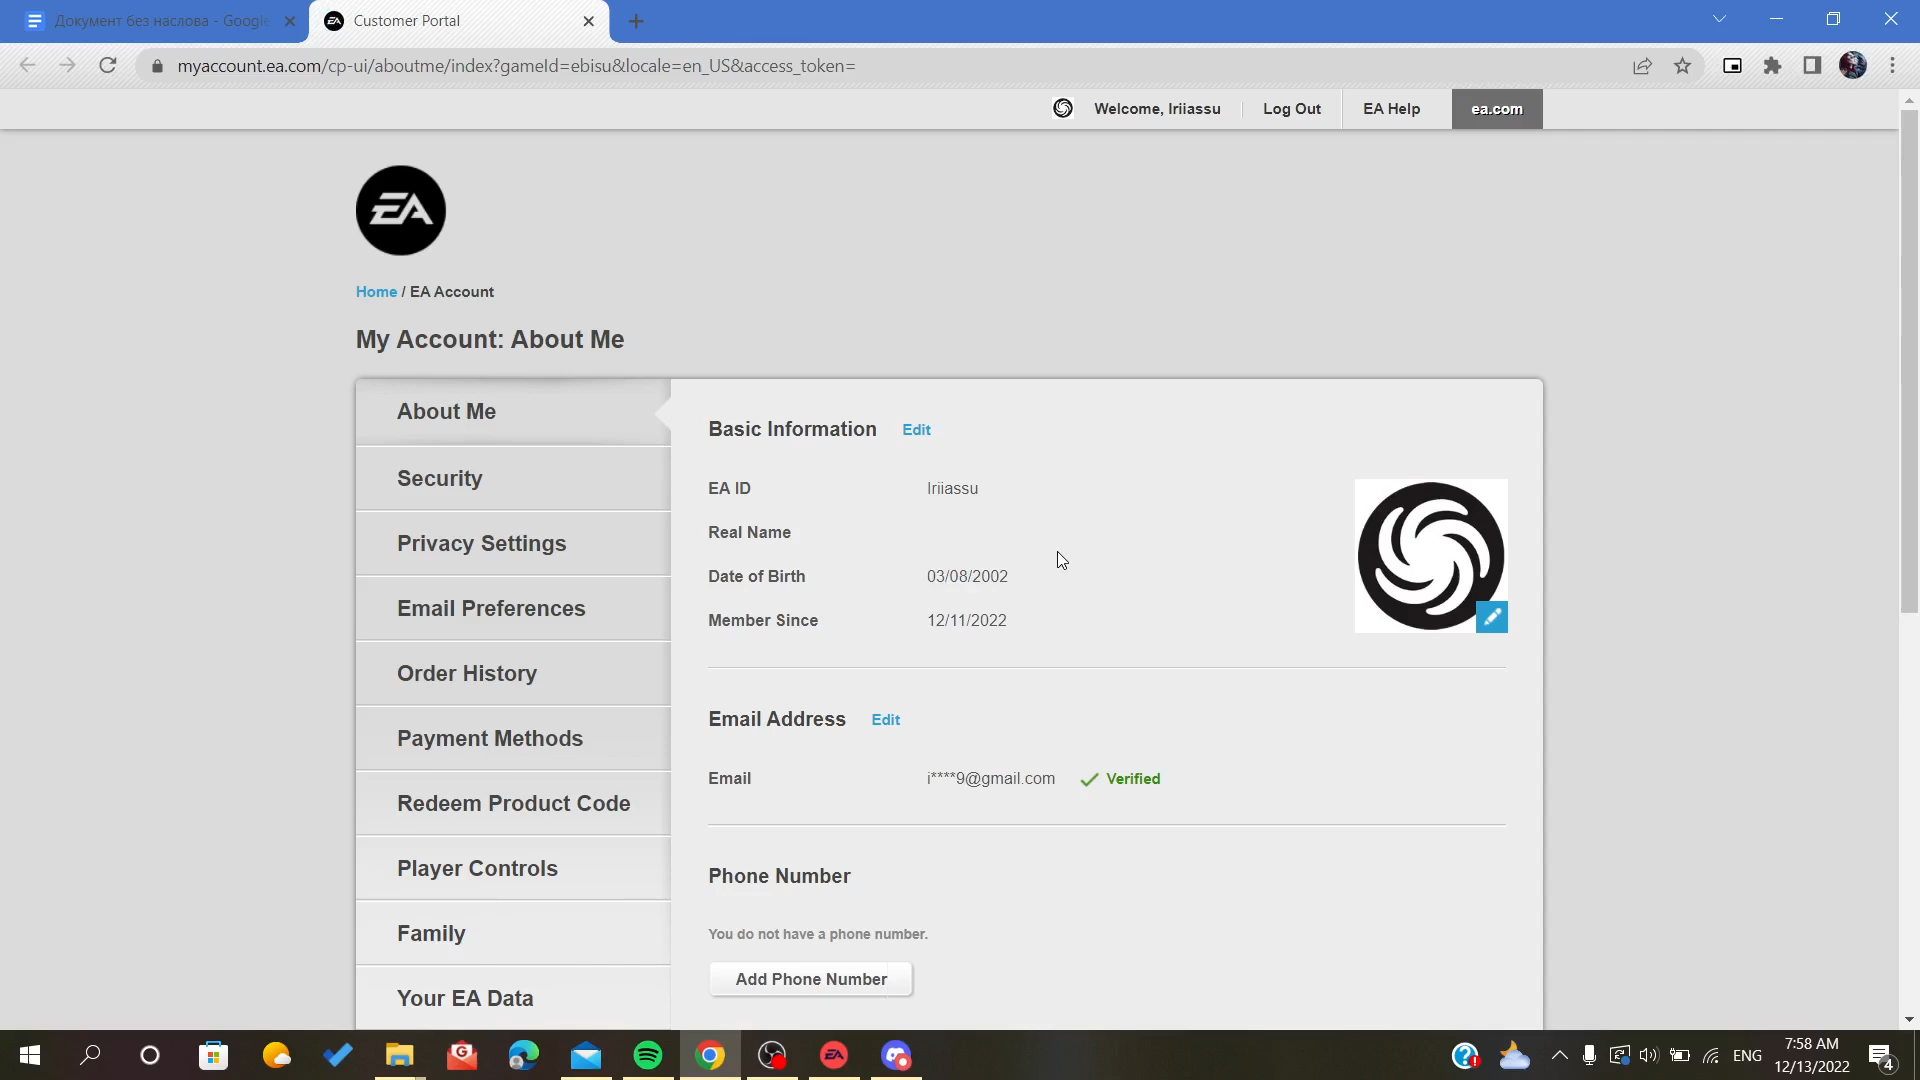 Документ без наслова - Google
Customer Portal
myaccount.ea.com/cp-ui/aboutme/index?gameId=ebisu&locale=en_US&access_token=
Welcome, Iriiassu
Log Out
EA Help
ea.com
EA
Home / EA Account
My Account: About Me
About Me
Security
Privacy Settings
Email Preferences
Order History
Payment Methods
Redeem Product Code
Player Controls
Family
Your EA Data
Basic Information Edit
EA ID Iriiassu
Real Name
Date of Birth 03/08/2002
Member Since 12/11/2022
Email Address Edit
Email i****9@gmail.com Verified
Phone Number
You do not have a phone number.
Add Phone Number
ENG
7:58 AM
12/13/2022
4